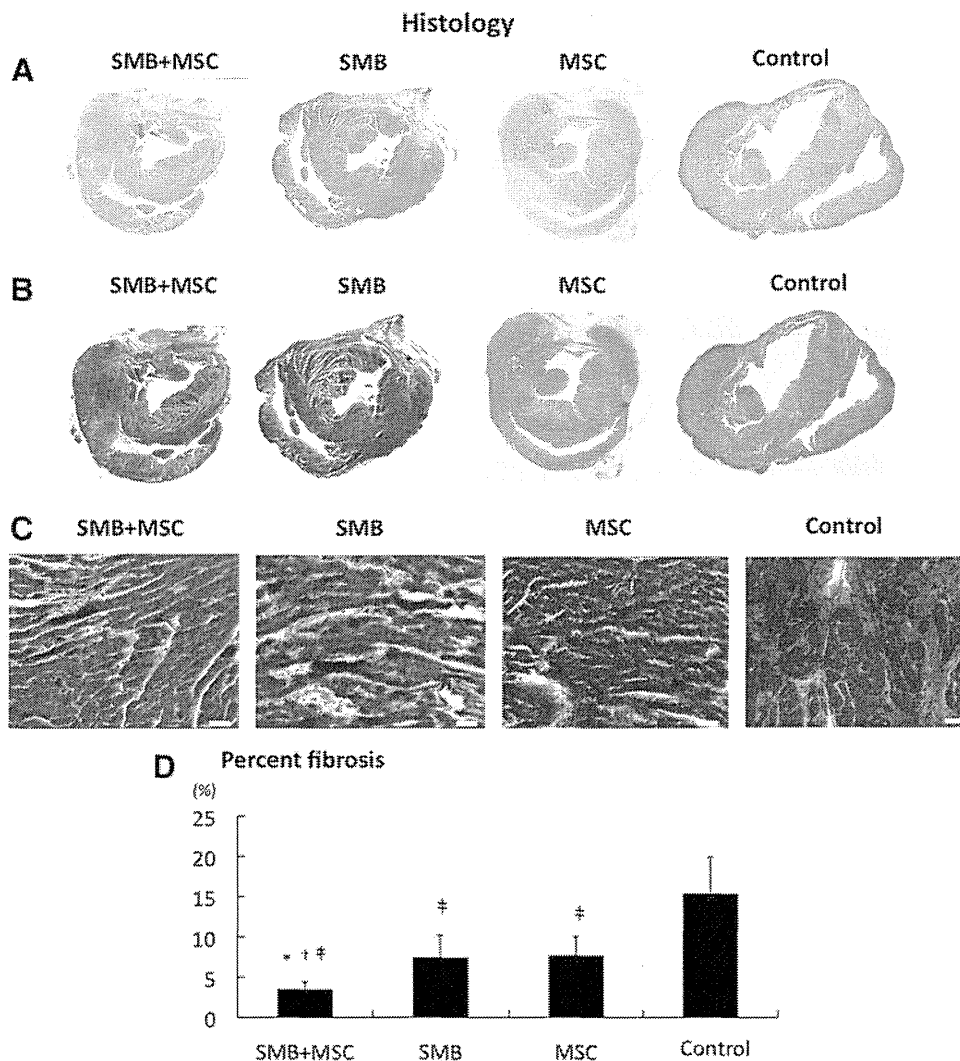 Histology
A SMB+MSC SMB MSC Control
B SMB+MSC SMB MSC Control
C SMB+MSC SMB MSC Control
D Percent fibrosis
(%)
25
20
15
10
5
0
* † ‡
‡
‡
SMB+MSC SMB MSC Control